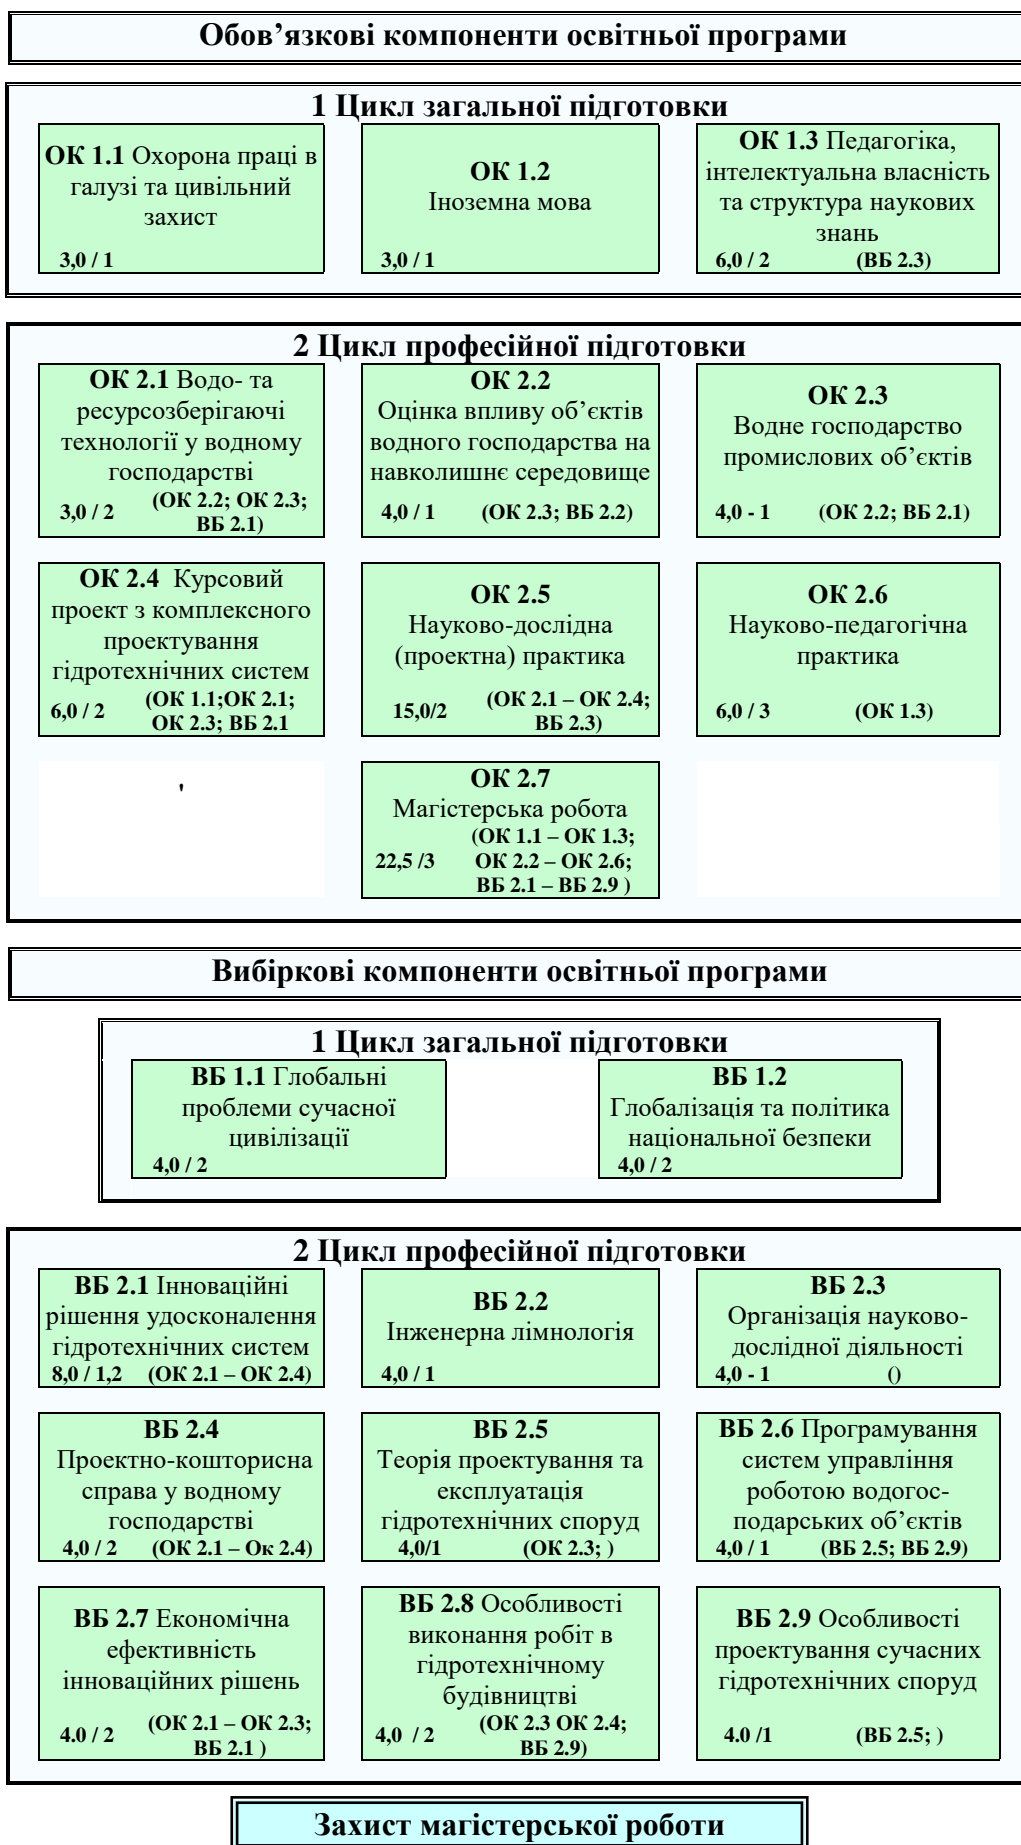 Обов’язкові компоненти освітньої програми
1 Цикл загальної підготовки
ОК 1.1 Охорона праці в
галузі та цивільний
захист
3,0 / 1
ОК 1.2
Іноземна мова
3,0 / 1
ОК 1.3 Педагогіка,
інтелектуальна власність
та структура наукових
знань
6,0 / 2 (ВБ 2.3)
2 Цикл професійної підготовки
ОК 2.1 Водо- та
ресурсозберігаючі
технології у водному
господарстві
3,0 / 2 (ОК 2.2; ОК 2.3;
ВБ 2.1)
ОК 2.2
Оцінка впливу об’єктів
водного господарства на
навколишнє середовище
4,0 / 1 (ОК 2.3; ВБ 2.2)
ОК 2.3
Водне господарство
промислових об’єктів
4,0 - 1 (ОК 2.2; ВБ 2.1)
ОК 2.4 Курсовий
проект з комплексного
проектування
гідротехнічних систем
6,0 / 2 (ОК 1.1;ОК 2.1;
ОК 2.3; ВБ 2.1
ОК 2.5
Науково-дослідна
(проектна) практика
15,0/2 (ОК 2.1 – ОК 2.4;
ВБ 2.3)
ОК 2.6
Науково-педагогічна
практика
6,0 / 3 (ОК 1.3)
'
ОК 2.7
Магістерська робота
(ОК 1.1 – ОК 1.3;
22,5 /3 ОК 2.2 – ОК 2.6;
ВБ 2.1 – ВБ 2.9 )
Вибіркові компоненти освітньої програми
1 Цикл загальної підготовки
ВБ 1.1 Глобальні
проблеми сучасної
цивілізації
4,0 / 2
ВБ 1.2
Глобалізація та політика
національної безпеки
4,0 / 2
2 Цикл професійної підготовки
ВБ 2.1 Інноваційні
рішення удосконалення
гідротехнічних систем
8,0 / 1,2 (ОК 2.1 – ОК 2.4)
ВБ 2.2
Інженерна лімнологія
4,0 / 1
ВБ 2.3
Організація науково-
дослідної діяльності
4,0 - 1 ()
ВБ 2.4
Проектно-кошторисна
справа у водному
господарстві
4,0 / 2 (ОК 2.1 – Ок 2.4)
ВБ 2.5
Теорія проектування та
експлуатація
гідротехнічних споруд
4,0/1 (ОК 2.3; )
ВБ 2.6 Програмування
систем управління
роботою водогос-
подарських об’єктів
4,0 / 1 (ВБ 2.5; ВБ 2.9)
ВБ 2.7 Економічна
ефективність
інноваційних рішень
4.0 / 2 (ОК 2.1 – ОК 2.3;
ВБ 2.1 )
ВБ 2.8 Особливості
виконання робіт в
гідротехнічному
будівництві
4,0 / 2 (ОК 2.3 ОК 2.4;
ВБ 2.9)
ВБ 2.9 Особливості
проектування сучасних
гідротехнічних споруд
4.0 /1 (ВБ 2.5; )
Захист магістерської роботи